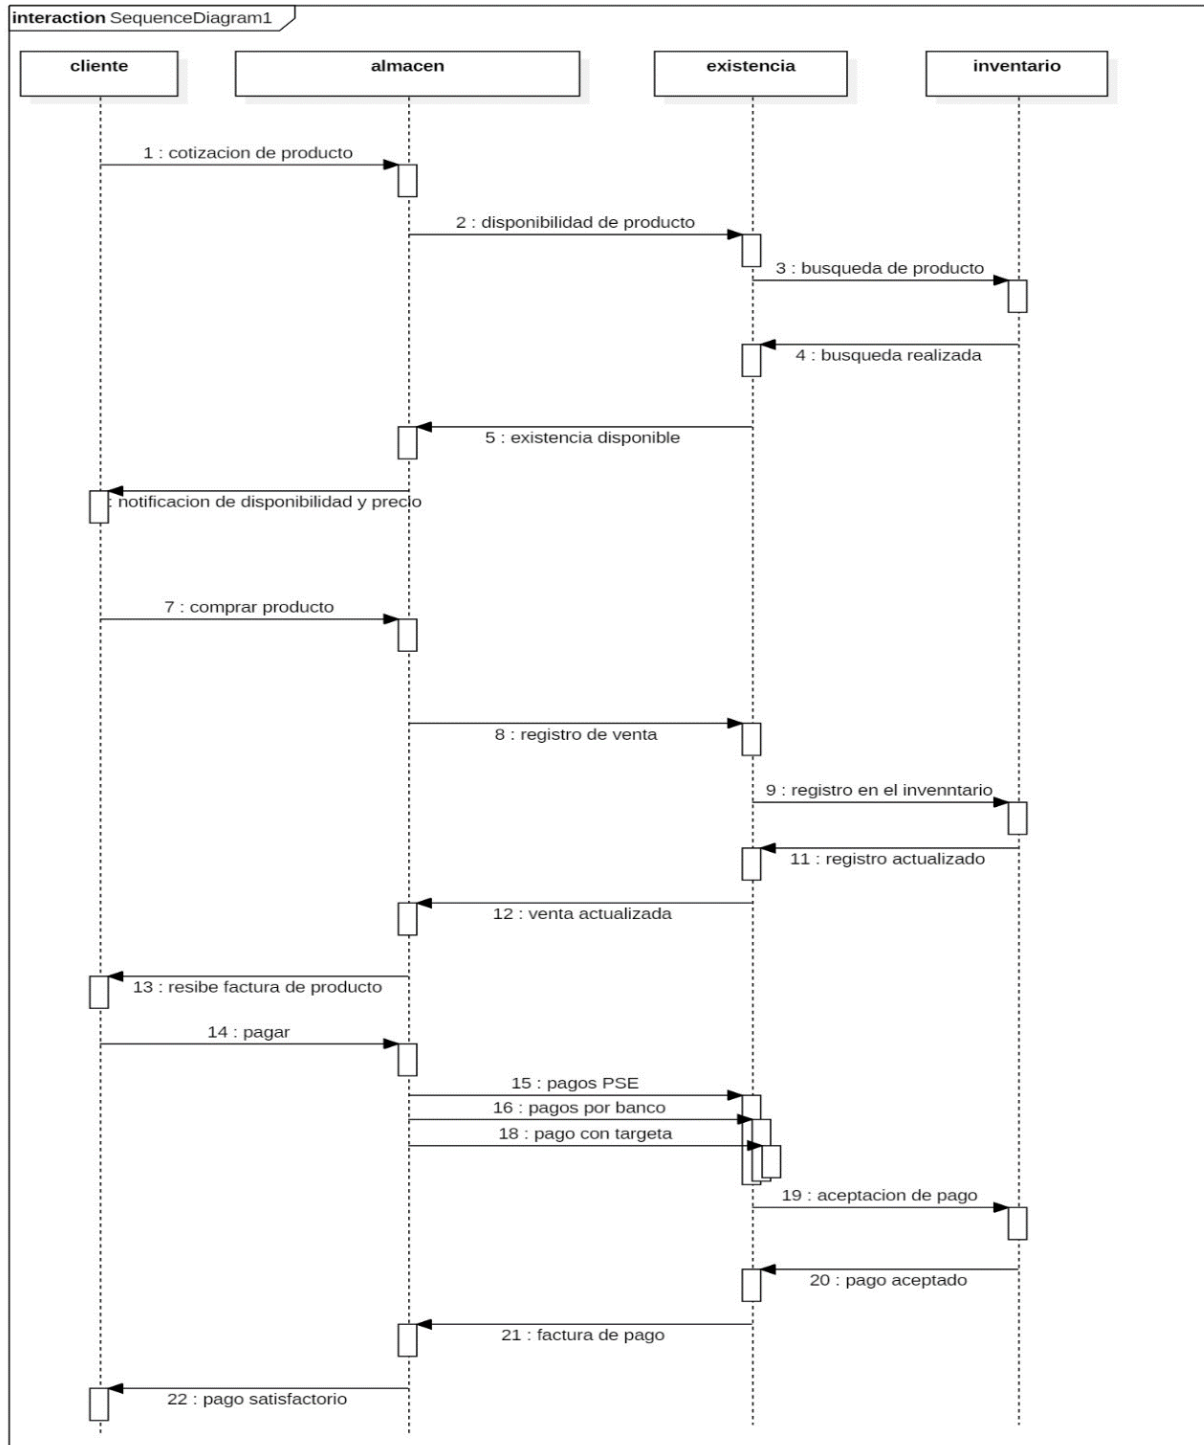 interaction SequenceDiagram1
cliente
almacen
existencia
inventario
1 : cotizacion de producto
2 : disponibilidad de producto
3 : busqueda de producto
4 : busqueda realizada
5 : existencia disponible
: notificacion de disponibilidad y precio
7 : comprar producto
8 : registro de venta
9 : registro en el invenntario
11 : registro actualizado
12 : venta actualizada
13 : resibe factura de producto
14 : pagar
15 : pagos PSE
16 : pagos por banco
18 : pago con targeta
19 : aceptacion de pago
20 : pago aceptado
21 : factura de pago
22 : pago satisfactorio